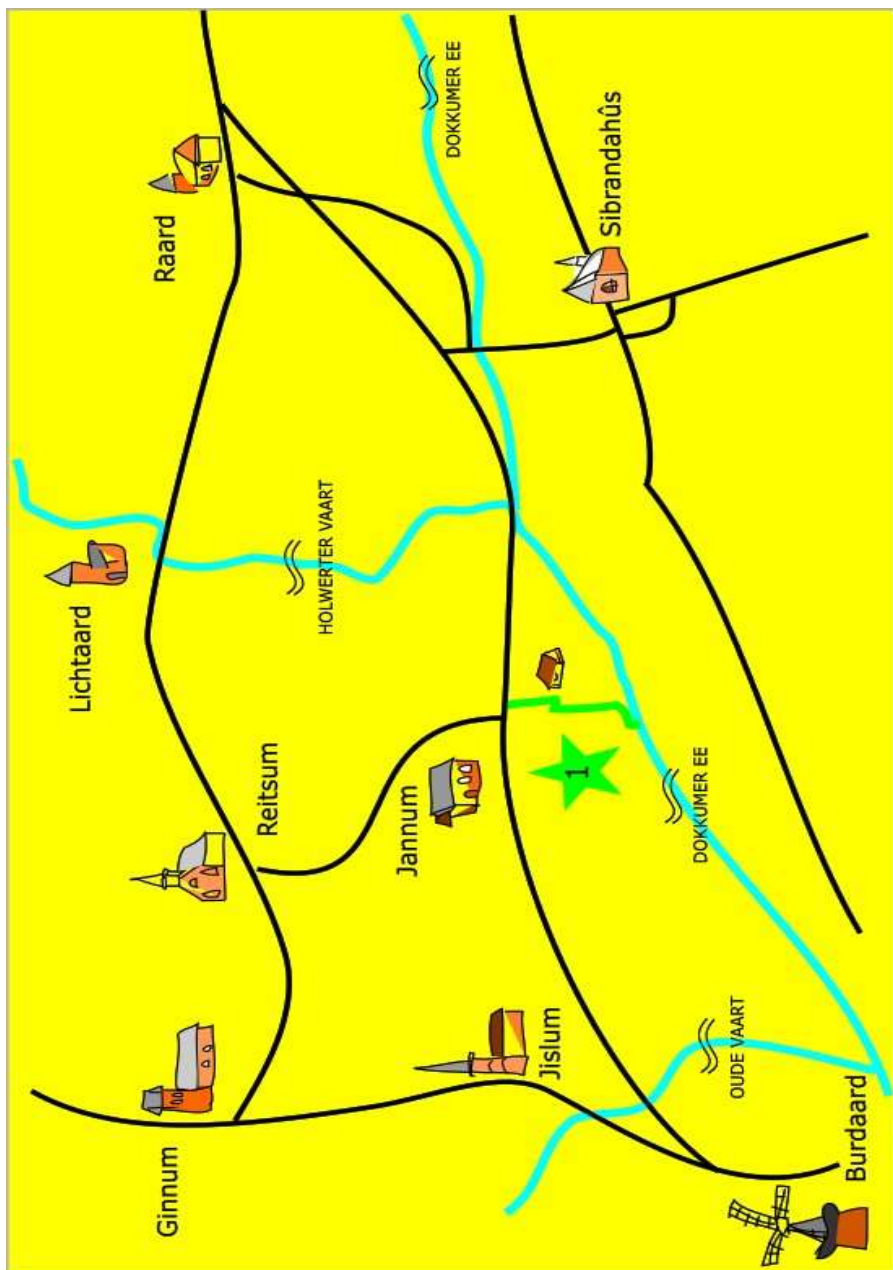 Ginnum
Reitsum
Lichtaard
Raard
HOLWERTER VAART
Jannum
Jislum
1
DOKKUMER EE
DOKKUMER EE
Sibrandahûs
OUDE VAART
Burdaard